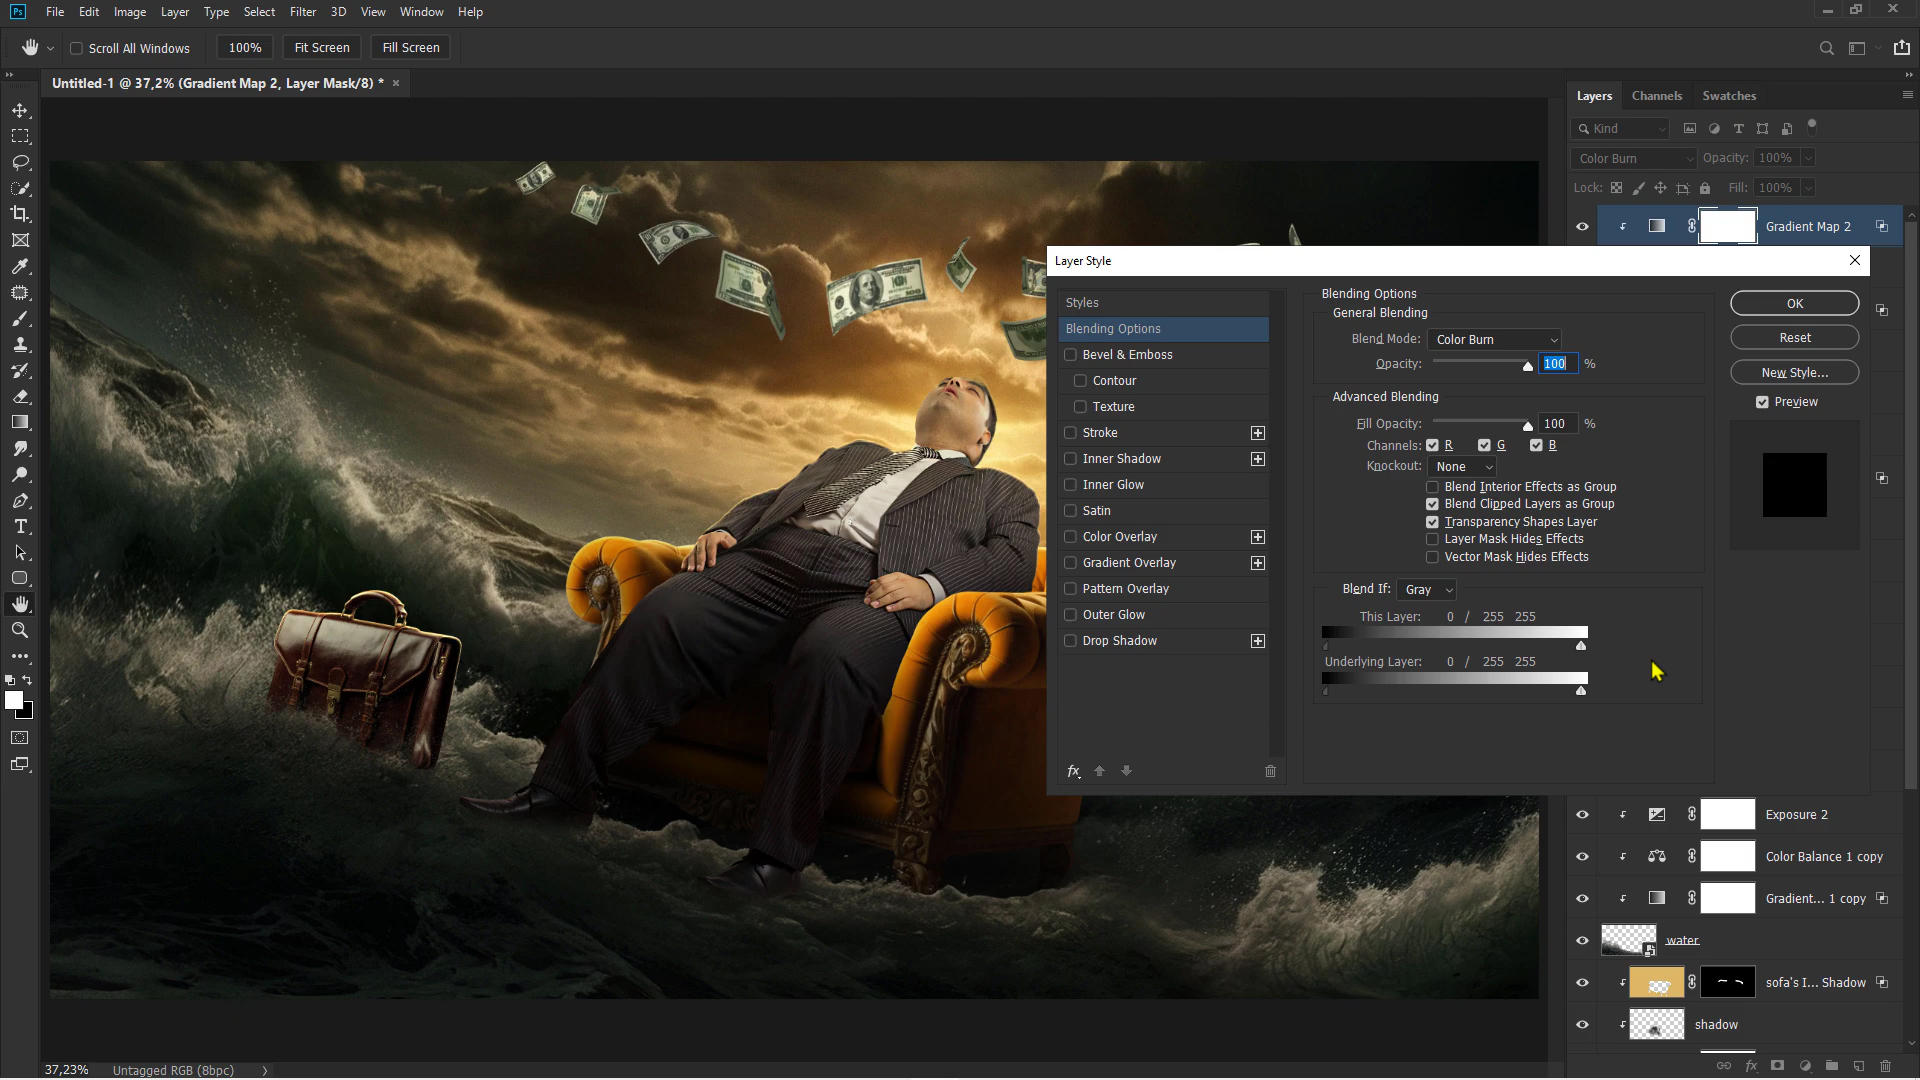 Ps File Edit Image Layer Type Select Filter 3D View Window Help
Scroll All Windows 100% Fit Screen Fill Screen
Untitled-1 @ 37,2% (Gradient Map 2, Layer Mask/8) * ×
Layers Channels Swatches
Kind
Color Burn Opacity: 100%
Lock: Fill: 100%
Gradient Map 2
Layer Style
Styles
Blending Options
Bevel & Emboss
Contour
Texture
Stroke
Inner Shadow
Inner Glow
Satin
Color Overlay
Gradient Overlay
Pattern Overlay
Outer Glow
Drop Shadow
fx
Blending Options
General Blending
Blend Mode: Color Burn
Opacity: 100 %
Advanced Blending
Fill Opacity: 100 %
Channels: R G B
Knockout: None
Blend Interior Effects as Group
Blend Clipped Layers as Group
Transparency Shapes Layer
Layer Mask Hides Effects
Vector Mask Hides Effects
Blend If: Gray
This Layer: 0 / 255 255
Underlying Layer: 0 / 255 255
OK
Reset
New Style...
Preview
Exposure 2
Color Balance 1 copy
Gradient... 1 copy
water
sofa's I... Shadow
shadow
fx
37,23% Untagged RGB (8bpc)